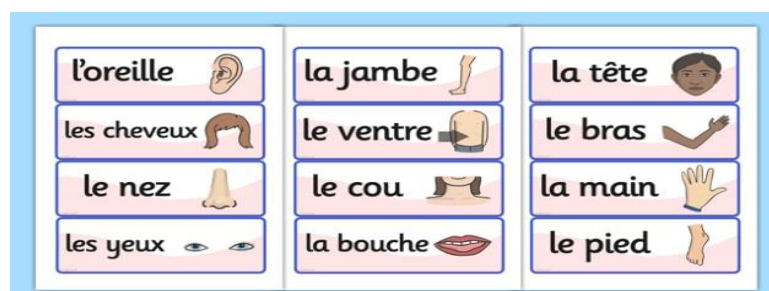 l'oreille
les cheveux
le nez
les yeux
la jambe
le ventre
le cou
la bouche
la tête
le bras
la main
le pied